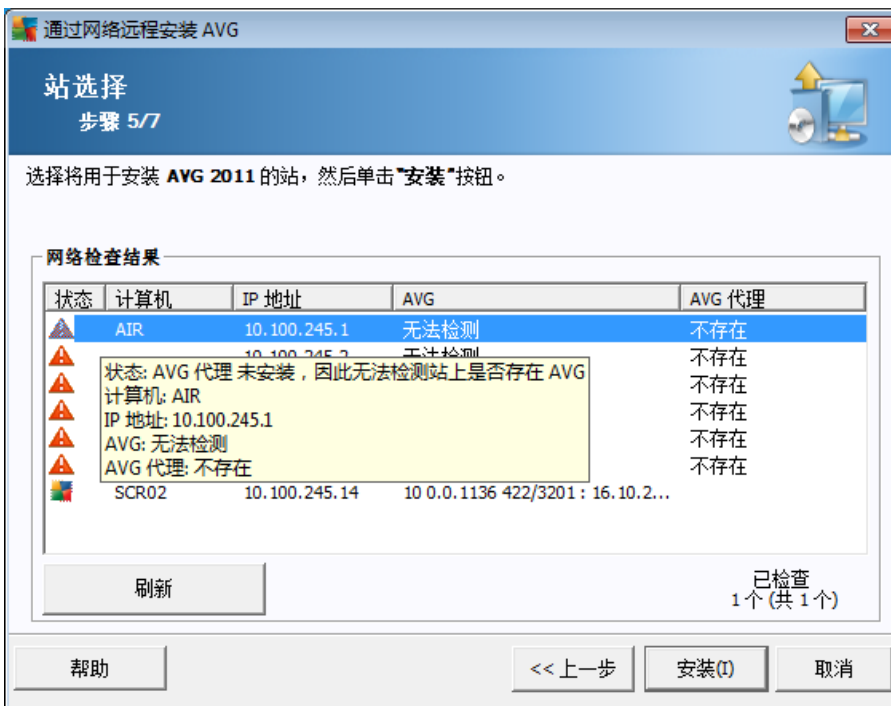 通过网络远程安装 AVG
站选择
步骤 5/7
选择将用于安装 AVG 2011 的站，然后单击"安装"按钮。
网络检查结果
状态 计算机 IP 地址 AVG AVG 代理
AIR 10.100.245.1 无法检测 不存在
10.100.245.2 无法检测 不存在
状态: AVG 代理 未安装，因此无法检测站上是否存在 AVG
不存在
计算机: AIR
IP 地址: 10.100.245.1
不存在
AVG: 无法检测
不存在
AVG 代理: 不存在
不存在
SCR02 10.100.245.14 10 0.0.1136 422/3201 : 16.10.2...
刷新
已检查
1个 (共 1个)
帮助 << 上一步 安装(I) 取消